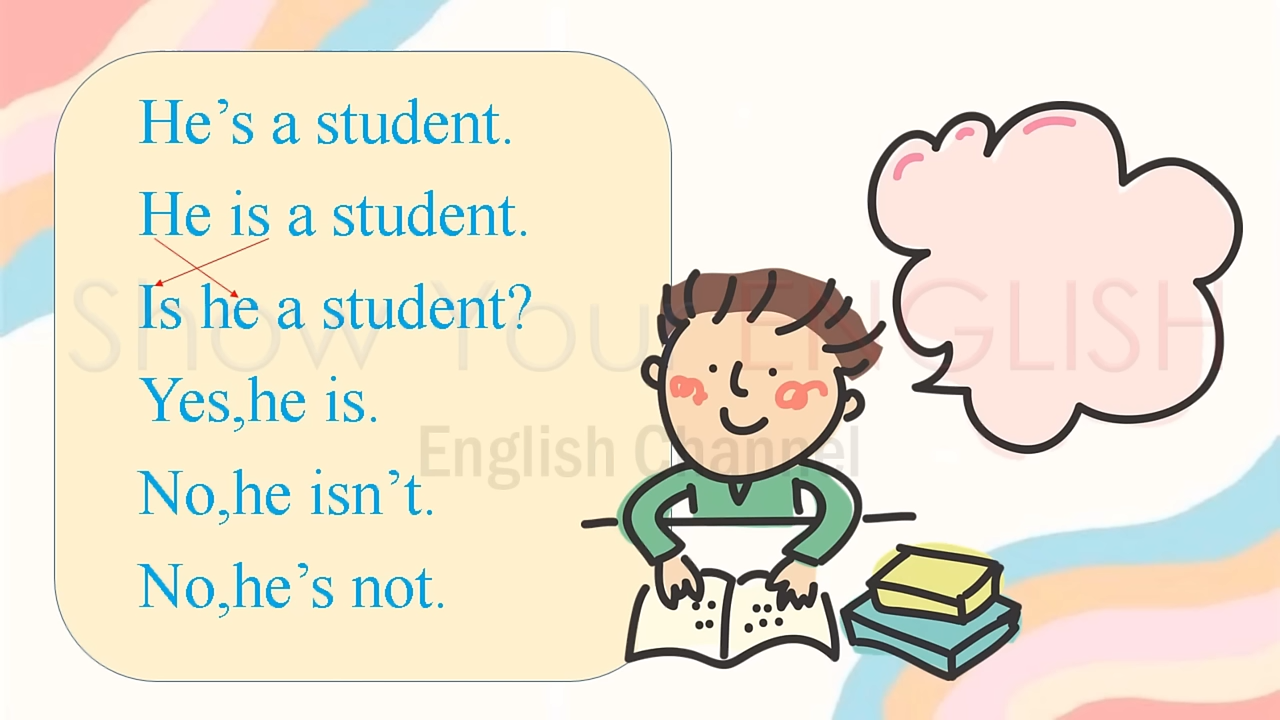 He’s a student.
He is a student.
Is he a student?
Yes,he is.
No,he isn’t.
No,he’s not.
Show Your ENGLISH
English Channel